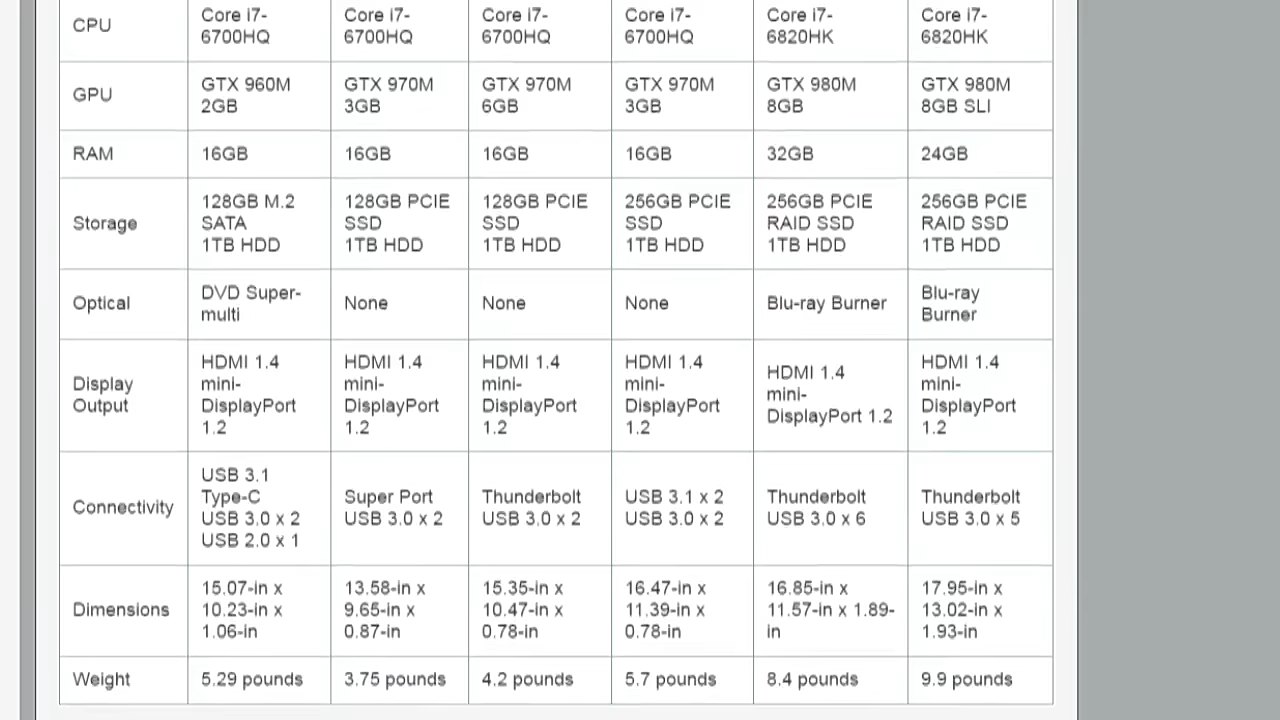 CPU
Core i7-
6700HQ
Core i7-
6700HQ
Core i7-
6700HQ
Core i7-
6700HQ
Core i7-
6820HK
Core i7-
6820HK
GPU
GTX 960M
2GB
GTX 970M
3GB
GTX 970M
6GB
GTX 970M
3GB
GTX 980M
8GB
GTX 980M
8GB SLI
RAM
16GB
16GB
16GB
16GB
32GB
24GB
Storage
128GB M.2
SATA
1TB HDD
128GB PCIE
SSD
1TB HDD
128GB PCIE
SSD
1TB HDD
256GB PCIE
SSD
1TB HDD
256GB PCIE
RAID SSD
1TB HDD
256GB PCIE
RAID SSD
1TB HDD
Optical
DVD Super-
multi
None
None
None
Blu-ray Burner
Blu-ray
Burner
Display
Output
HDMI 1.4
mini-
DisplayPort
1.2
HDMI 1.4
mini-
DisplayPort
1.2
HDMI 1.4
mini-
DisplayPort
1.2
HDMI 1.4
mini-
DisplayPort
1.2
HDMI 1.4
mini-
DisplayPort 1.2
HDMI 1.4
mini-
DisplayPort
1.2
Connectivity
USB 3.1
Type-C
USB 3.0 x 2
USB 2.0 x 1
Super Port
USB 3.0 x 2
Thunderbolt
USB 3.0 x 2
USB 3.1 x 2
USB 3.0 x 2
Thunderbolt
USB 3.0 x 6
Thunderbolt
USB 3.0 x 5
Dimensions
15.07-in x
10.23-in x
1.06-in
13.58-in x
9.65-in x
0.87-in
15.35-in x
10.47-in x
0.78-in
16.47-in x
11.39-in x
0.78-in
16.85-in x
11.57-in x 1.89-
in
17.95-in x
13.02-in x
1.93-in
Weight
5.29 pounds
3.75 pounds
4.2 pounds
5.7 pounds
8.4 pounds
9.9 pounds